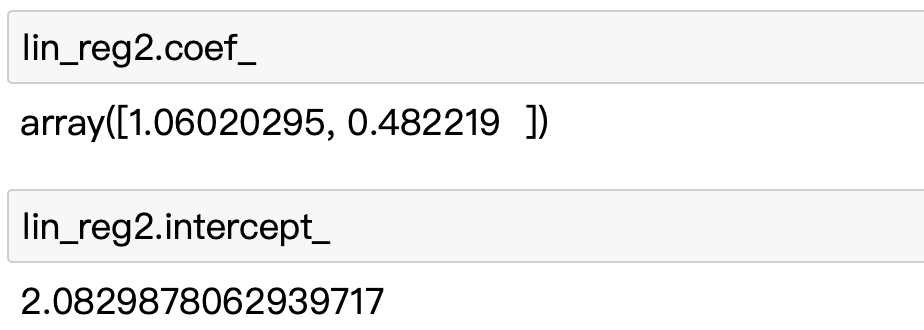 lin_reg2.coef_
array([1.06020295, 0.482219   ])
lin_reg2.intercept_
2.0829878062939717